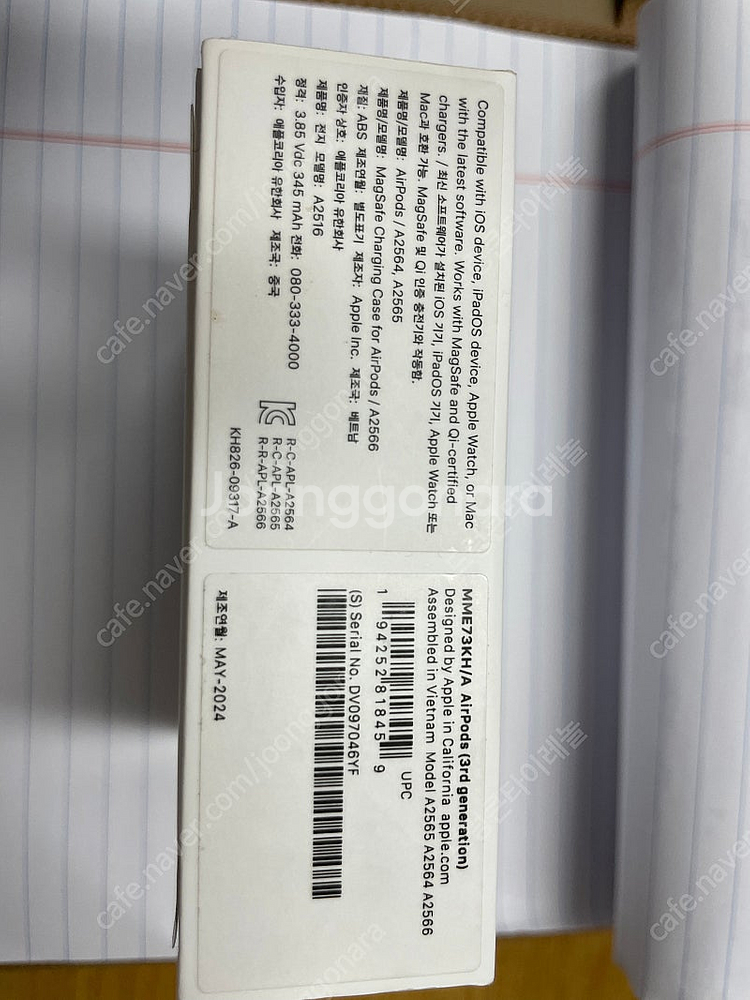 Compatible with iOS device, iPadOS device, Apple Watch, or Mac
with the latest software. Works with MagSafe and Qi-certified
chargers. / 최신 소프트웨어가 설치된 iOS 기기, iPadOS 기기, Apple Watch 또는
Mac과 호환 가능. MagSafe 및 Qi 인증 충전기와 작동함.
제품명/모델명: AirPods / A2564, A2565
제품명/모델명: MagSafe Charging Case for AirPods / A2566
재질: ABS 제조연월: 별도표기 제조자: Apple Inc. 제조국: 베트남
인증자 상호: 애플코리아 유한회사
제품명: 전지 모델명: A2516
정격: 3.85 Vdc 345 mAh 전화: 080-333-4000
수입자: 애플코리아 유한회사 제조국: 중국
R-C-APL-A2564
R-C-APL-A2565
R-R-APL-A2566
KH826-09317-A
MME73KH/A AirPods (3rd generation)
Designed by Apple in California apple.com
Assembled in Vietnam Model A2565 A2564 A2566
UPC
1 94252 81845 9
(S) Serial No. DV097046YF
제조연월: MAY-2024
Joonggonara
cafe.naver.com/joonggonara